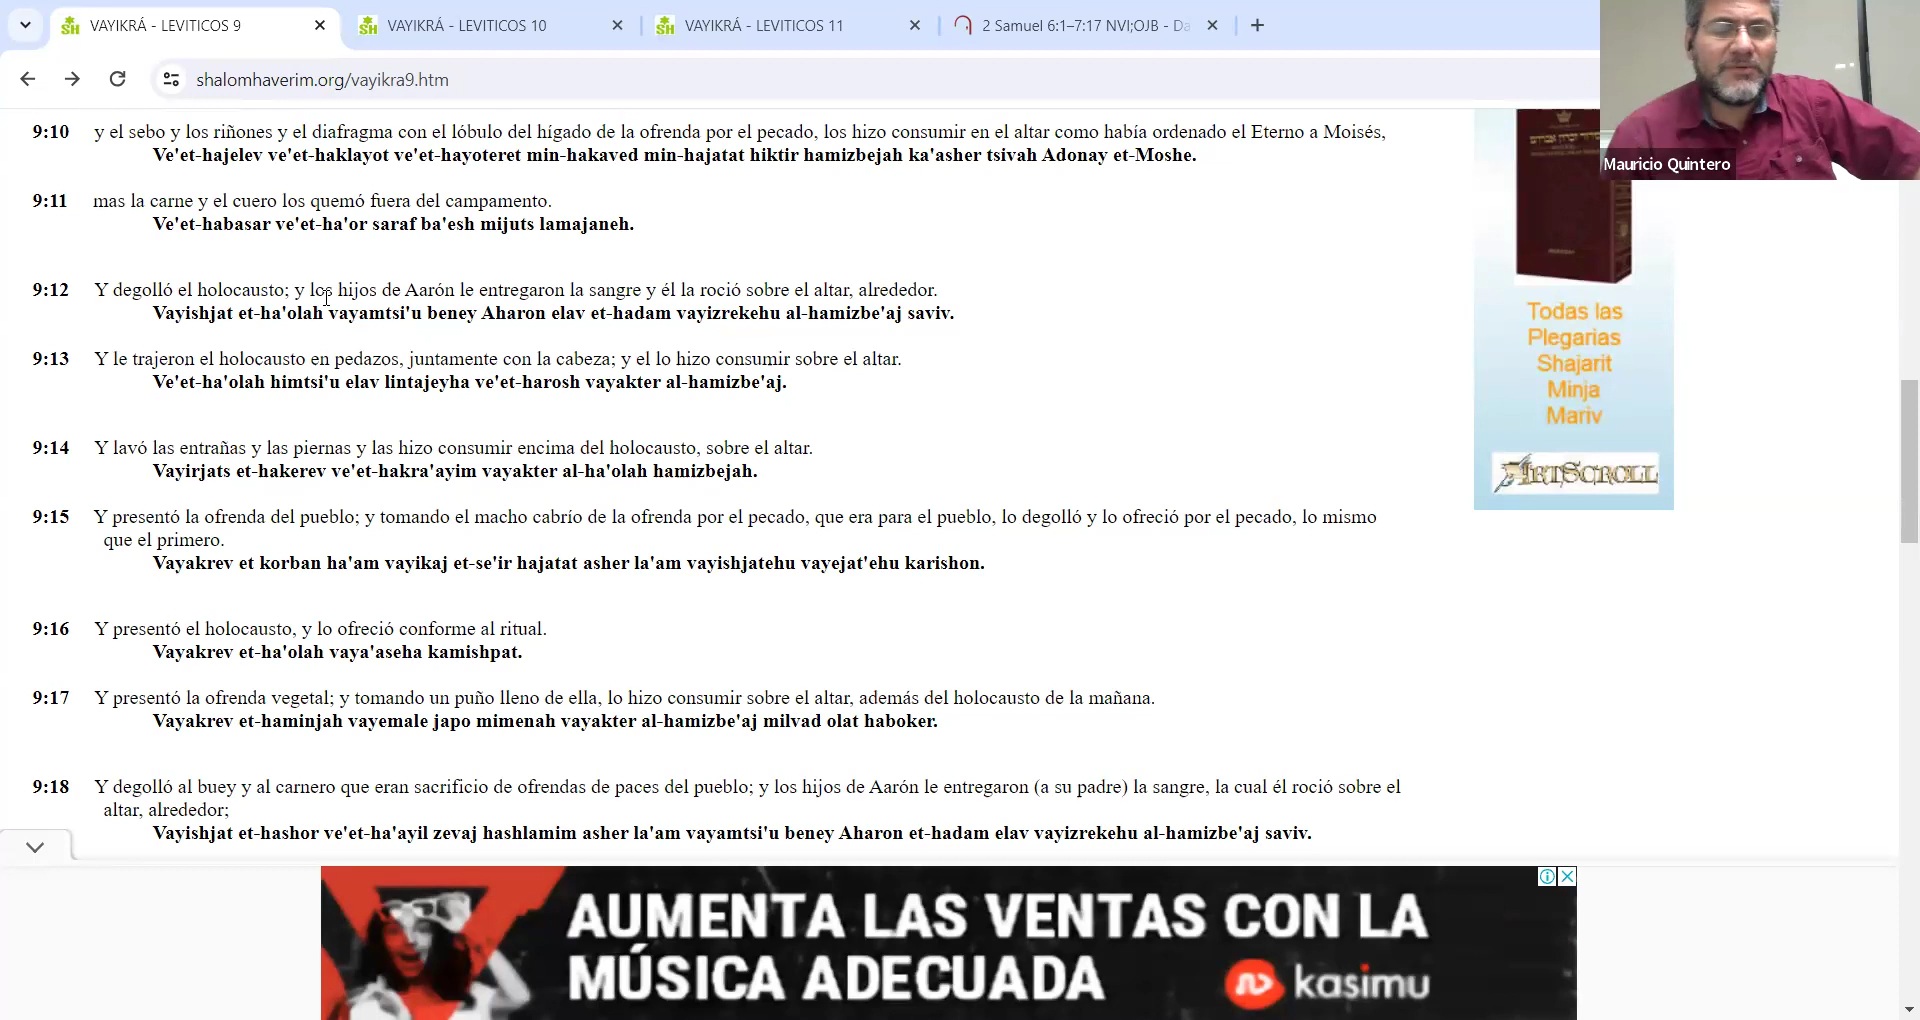 VAYIKRÁ - LEVITICOS 9
VAYIKRÁ - LEVITICOS 10
VAYIKRÁ - LEVITICOS 11
2 Samuel 6:1–7:17 NVI;OJB - Da
shalomhaverim.org/vayikra9.htm
Mauricio Quintero
9:10 y el sebo y los riñones y el diafragma con el lóbulo del hígado de la ofrenda por el pecado, los hizo consumir en el altar como había ordenado el Eterno a Moisés,
Ve'et-hajelev ve'et-haklayot ve'et-hayoteret min-hakaved min-hajatat hiktir hamizbejah ka'asher tsivah Adonay et-Moshe.
9:11 mas la carne y el cuero los quemó fuera del campamento.
Ve'et-habasar ve'et-ha'or saraf ba'esh mijuts lamajaneh.
9:12 Y degolló el holocausto; y los hijos de Aarón le entregaron la sangre y él la roció sobre el altar, alrededor.
Vayishjat et-ha'olah vayamtsi'u beney Aharon elav et-hadam vayizrekehu al-hamizbe'aj saviv.
9:13 Y le trajeron el holocausto en pedazos, juntamente con la cabeza; y el lo hizo consumir sobre el altar.
Ve'et-ha'olah himtsi'u elav lintajeyha ve'et-harosh vayakter al-hamizbe'aj.
9:14 Y lavó las entrañas y las piernas y las hizo consumir encima del holocausto, sobre el altar.
Vayirjats et-hakerev ve'et-hakra'ayim vayakter al-ha'olah hamizbejah.
9:15 Y presentó la ofrenda del pueblo; y tomando el macho cabrío de la ofrenda por el pecado, que era para el pueblo, lo degolló y lo ofreció por el pecado, lo mismo
que el primero.
Vayakrev et korban ha'am vayikaj et-se'ir hajatat asher la'am vayishjatehu vayejat'ehu karishon.
9:16 Y presentó el holocausto, y lo ofreció conforme al ritual.
Vayakrev et-ha'olah vaya'aseha kamishpat.
9:17 Y presentó la ofrenda vegetal; y tomando un puño lleno de ella, lo hizo consumir sobre el altar, además del holocausto de la mañana.
Vayakrev et-haminjah vayemale japo mimenah vayakter al-hamizbe'aj milvad olat haboker.
9:18 Y degolló al buey y al carnero que eran sacrificio de ofrendas de paces del pueblo; y los hijos de Aarón le entregaron (a su padre) la sangre, la cual él roció sobre el
altar, alrededor;
Vayishjat et-hashor ve'et-ha'ayil zevaj hashlamim asher la'am vayamtsi'u beney Aharon et-hadam elav vayizrekehu al-hamizbe'aj saviv.
Todas las
Plegarias
Shajarit
Minja
Mariv
ARTSCROLL
AUMENTA LAS VENTAS CON LA
MÚSICA ADECUADA
kasimu